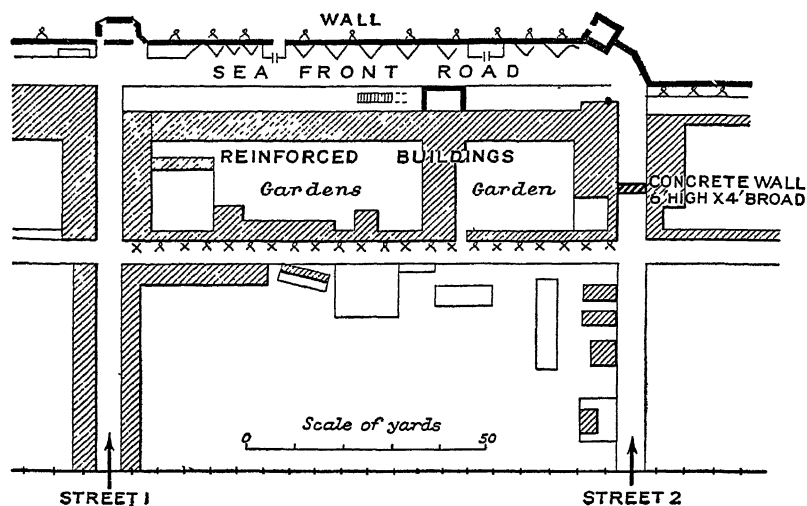 WALL
SEA FRONT ROAD
REINFORCED BUILDINGS
Gardens
Garden
CONCRETE WALL
6' HIGH X 4' BROAD
Scale of yards
0 50
STREET 1
STREET 2